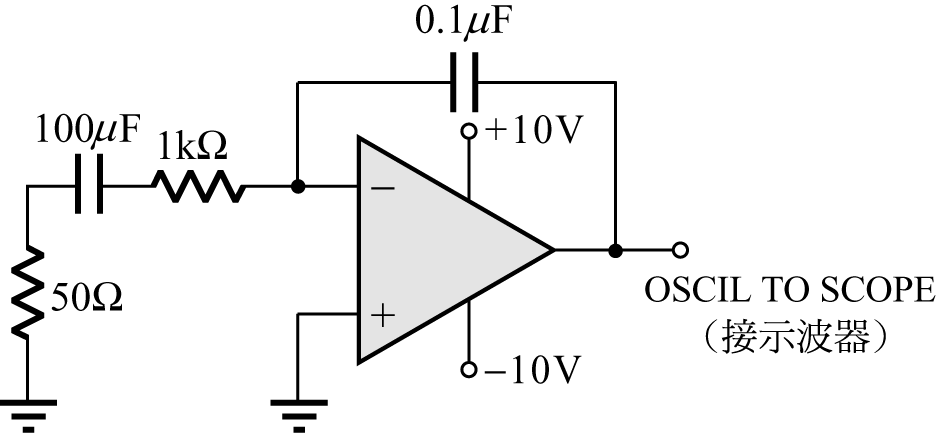 0.1μF
+10V
100μF
1kΩ
−
50Ω
+
OSCIL TO SCOPE
（接示波器）
−10V